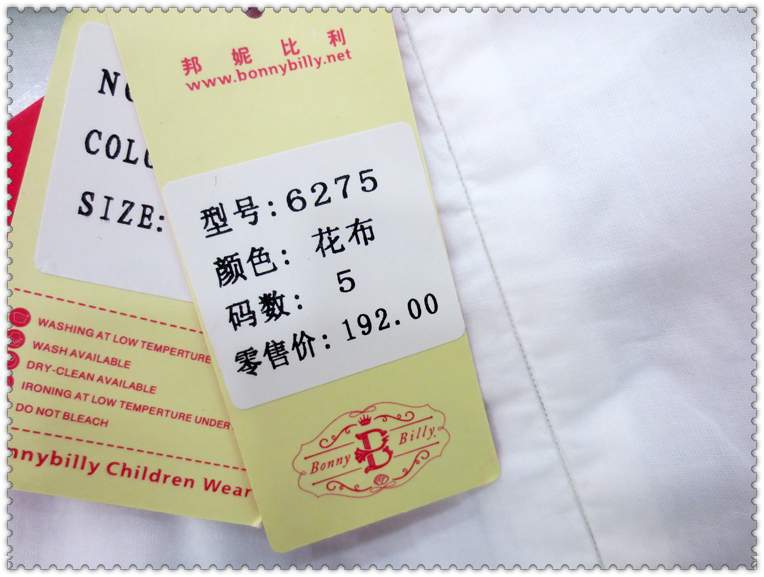 邦妮比利
www.bonnybilly.net
型号:6275
颜色: 花布
码数: 5
零售价:192.00
Bonny B Billy
SIZE:
WASHING AT LOW TEMPERTURE
WASH AVAILABLE
DRY-CLEAN AVAILABLE
IRONING AT LOW TEMPERTURE UNDER
DO NOT BLEACH
nnybilly Children Wear